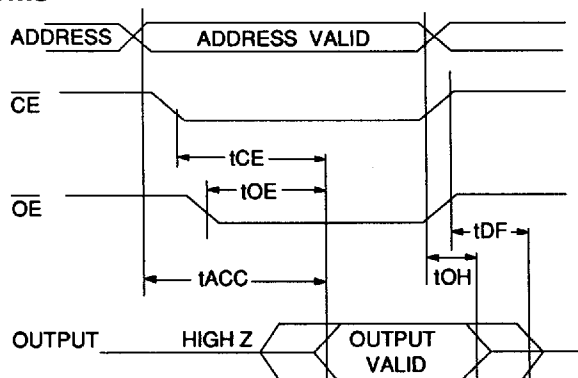 ADDRESS ADDRESS VALID
CE
tCE
tOE
OE
tDF
tACC
tOH
OUTPUT HIGH Z OUTPUT
VALID